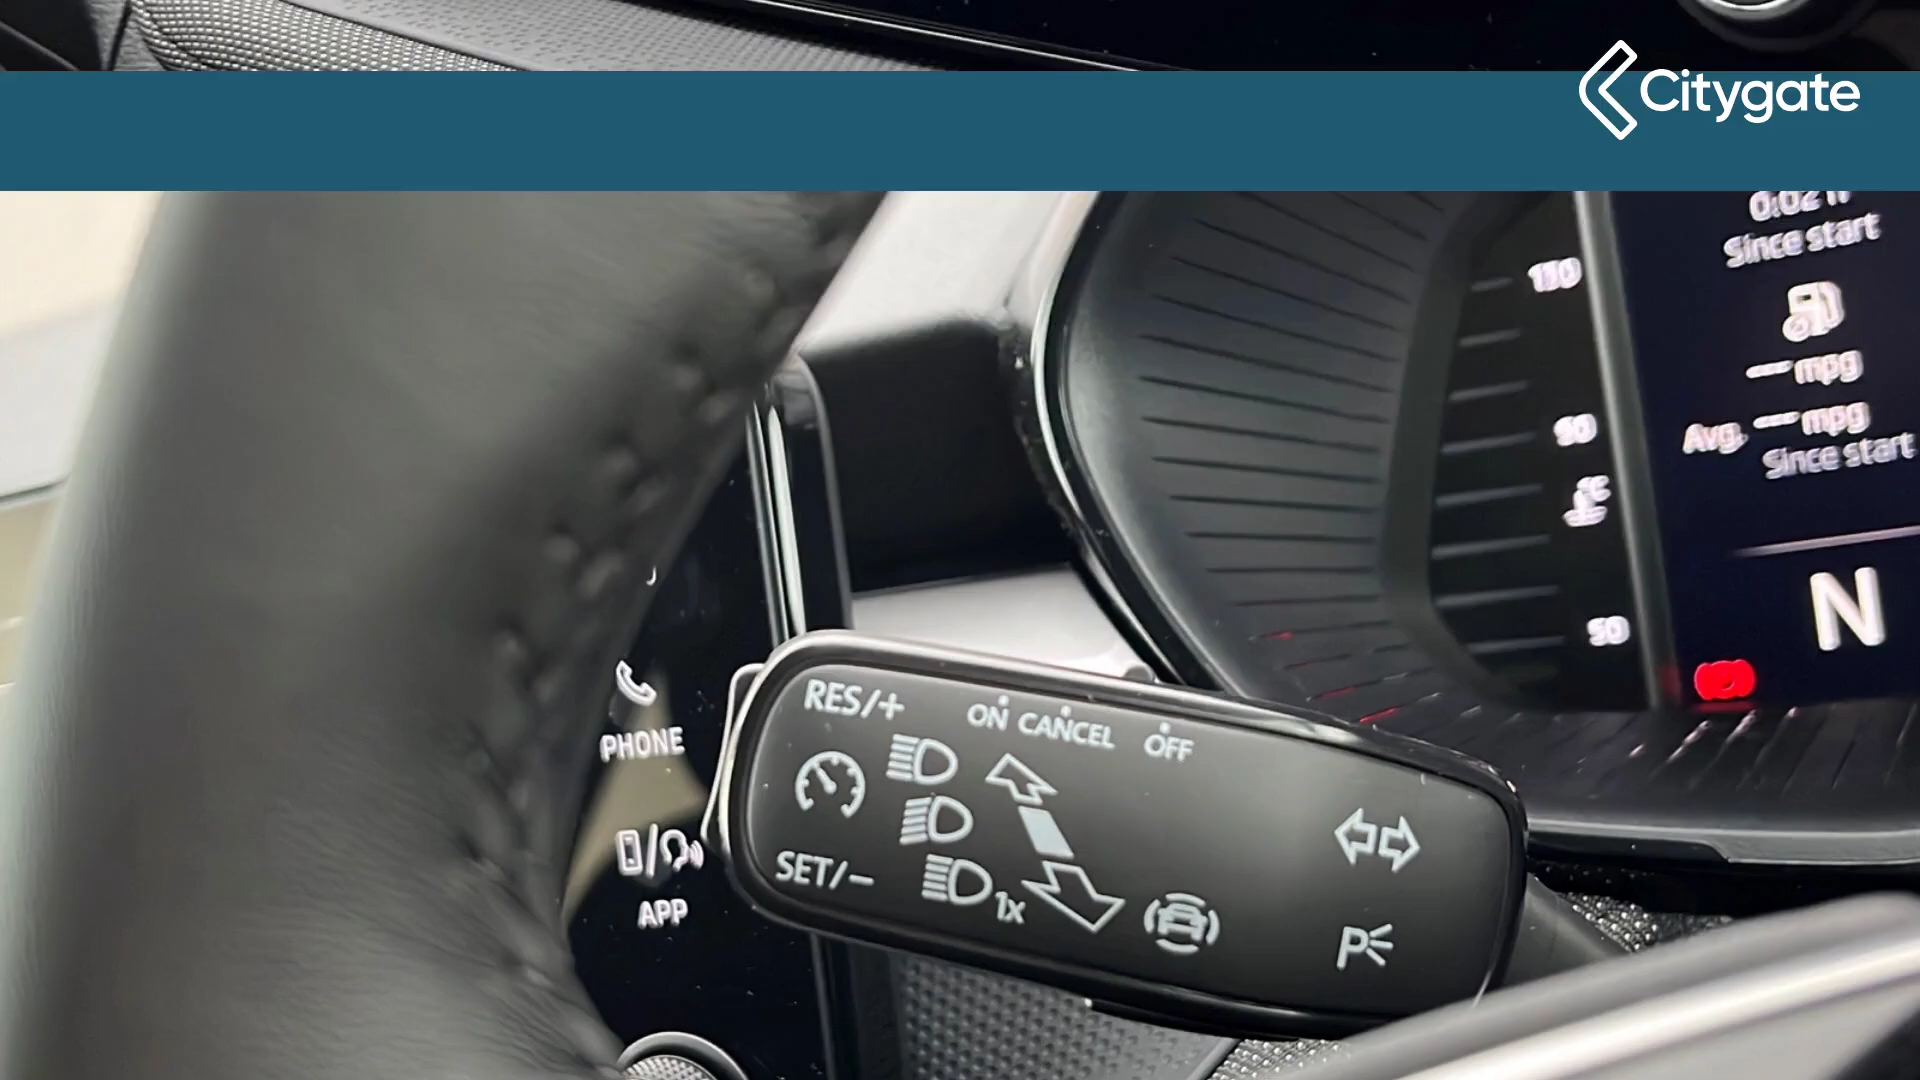 Citygate
0:02 h
Since start
110
mpg
90
Avg. --- mpg
Since start
50
N
RES/+
ON CANCEL OFF
PHONE
SET/−
1x
APP
P